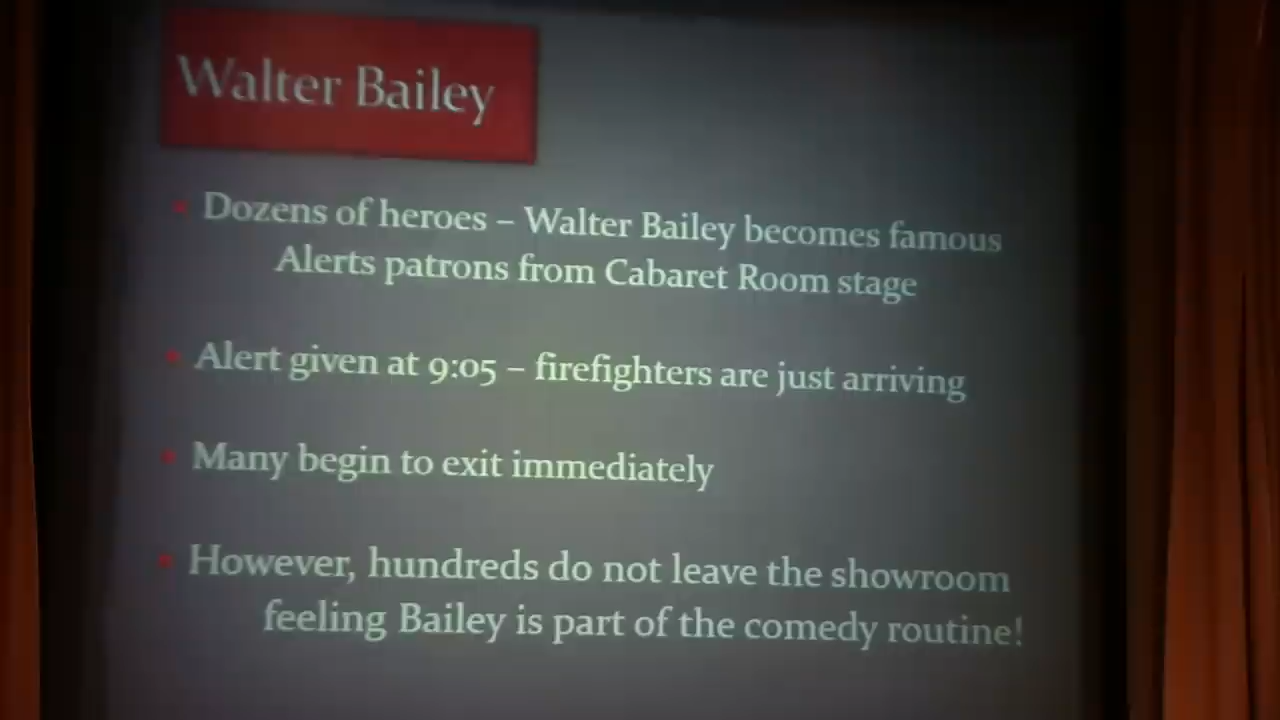 Walter Bailey
Dozens of heroes – Walter Bailey becomes famous
Alerts patrons from Cabaret Room stage
Alert given at 9:05 – firefighters are just arriving
Many begin to exit immediately
However, hundreds do not leave the showroom
feeling Bailey is part of the comedy routine!